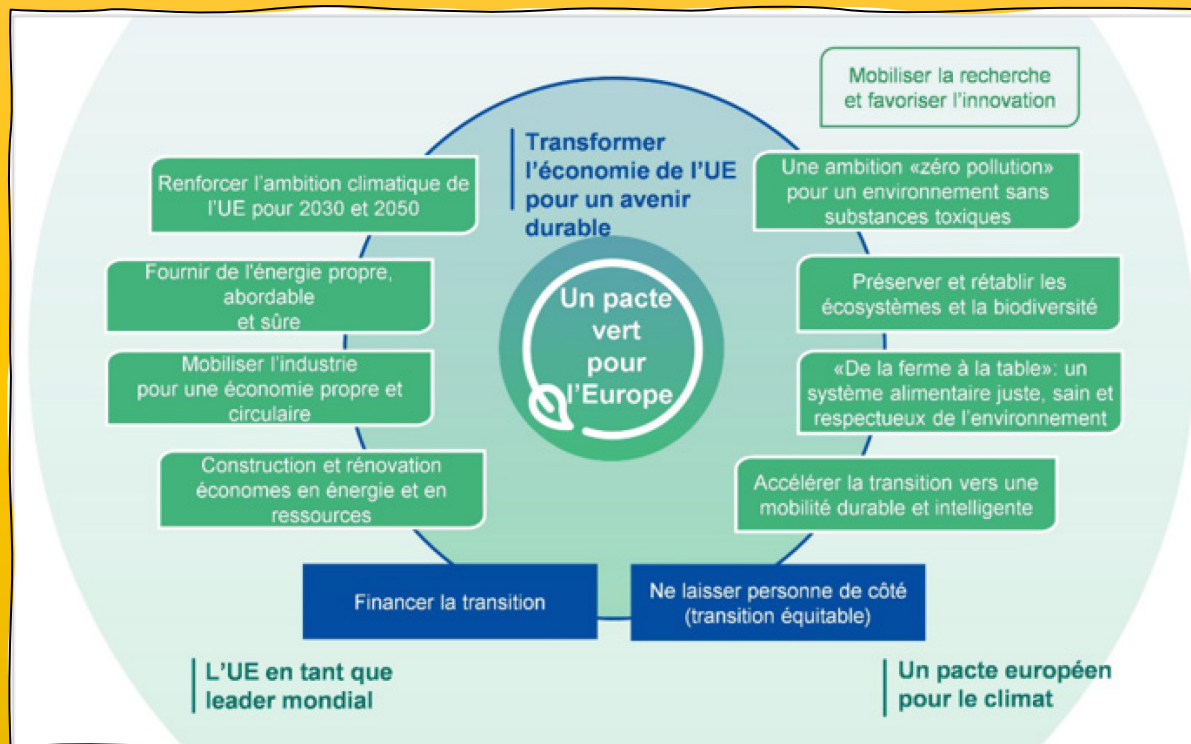 Mobiliser la recherche
et favoriser l’innovation
Transformer
l’économie de l’UE
pour un avenir
durable
Renforcer l’ambition climatique de
l’UE pour 2030 et 2050
Fournir de l'énergie propre,
abordable
et sûre
Mobiliser l’industrie
pour une économie propre et
circulaire
Construction et rénovation
économes en énergie et en
ressources
Un pacte
vert
pour
l’Europe
Une ambition «zéro pollution»
pour un environnement sans
substances toxiques
Préserver et rétablir les
écosystèmes et la biodiversité
«De la ferme à la table»: un
système alimentaire juste, sain et
respectueux de l’environnement
Accélérer la transition vers une
mobilité durable et intelligente
Financer la transition
Ne laisser personne de côté
(transition équitable)
L’UE en tant que
leader mondial
Un pacte européen
pour le climat